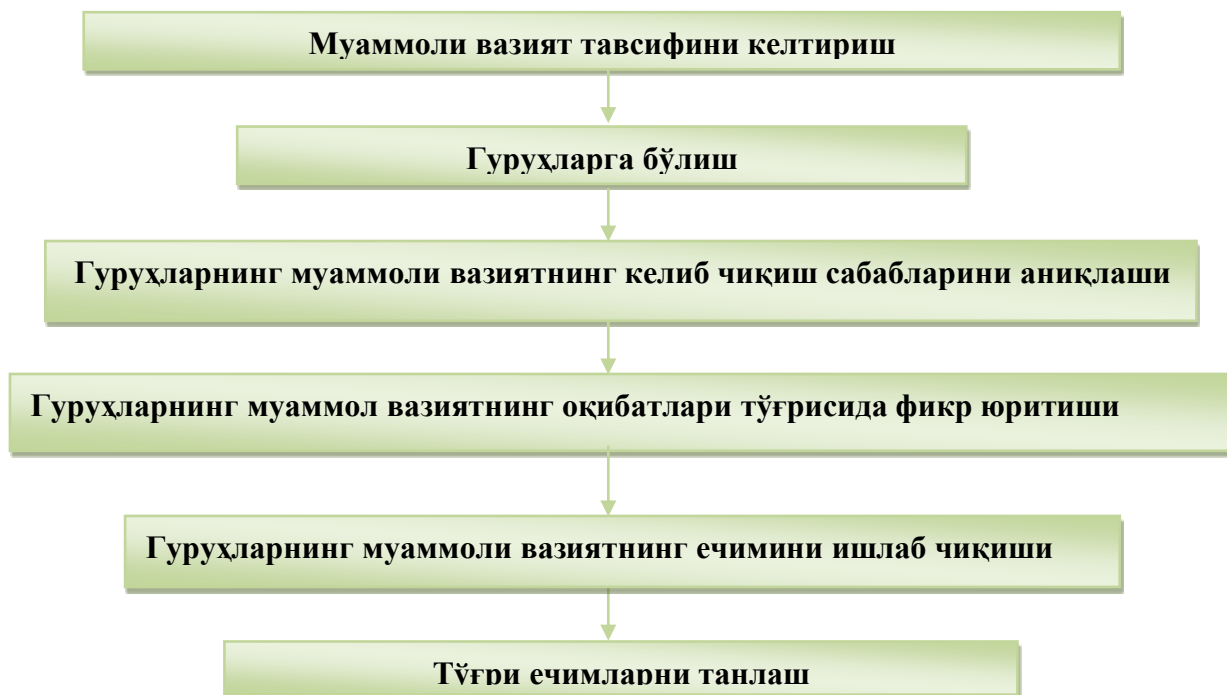 Муаммоли вазият тавсифини келтириш
Гуруҳларга бўлиш
Гуруҳларнинг муаммоли вазиятнинг келиб чиқиш сабабларини аниқлаши
Гуруҳларнинг муаммол вазиятнинг оқибатлари тўғрисида фикр юритиши
Гуруҳларнинг муаммоли вазиятнинг ечимини ишлаб чиқиши
Тўғри ечимларни танлаш